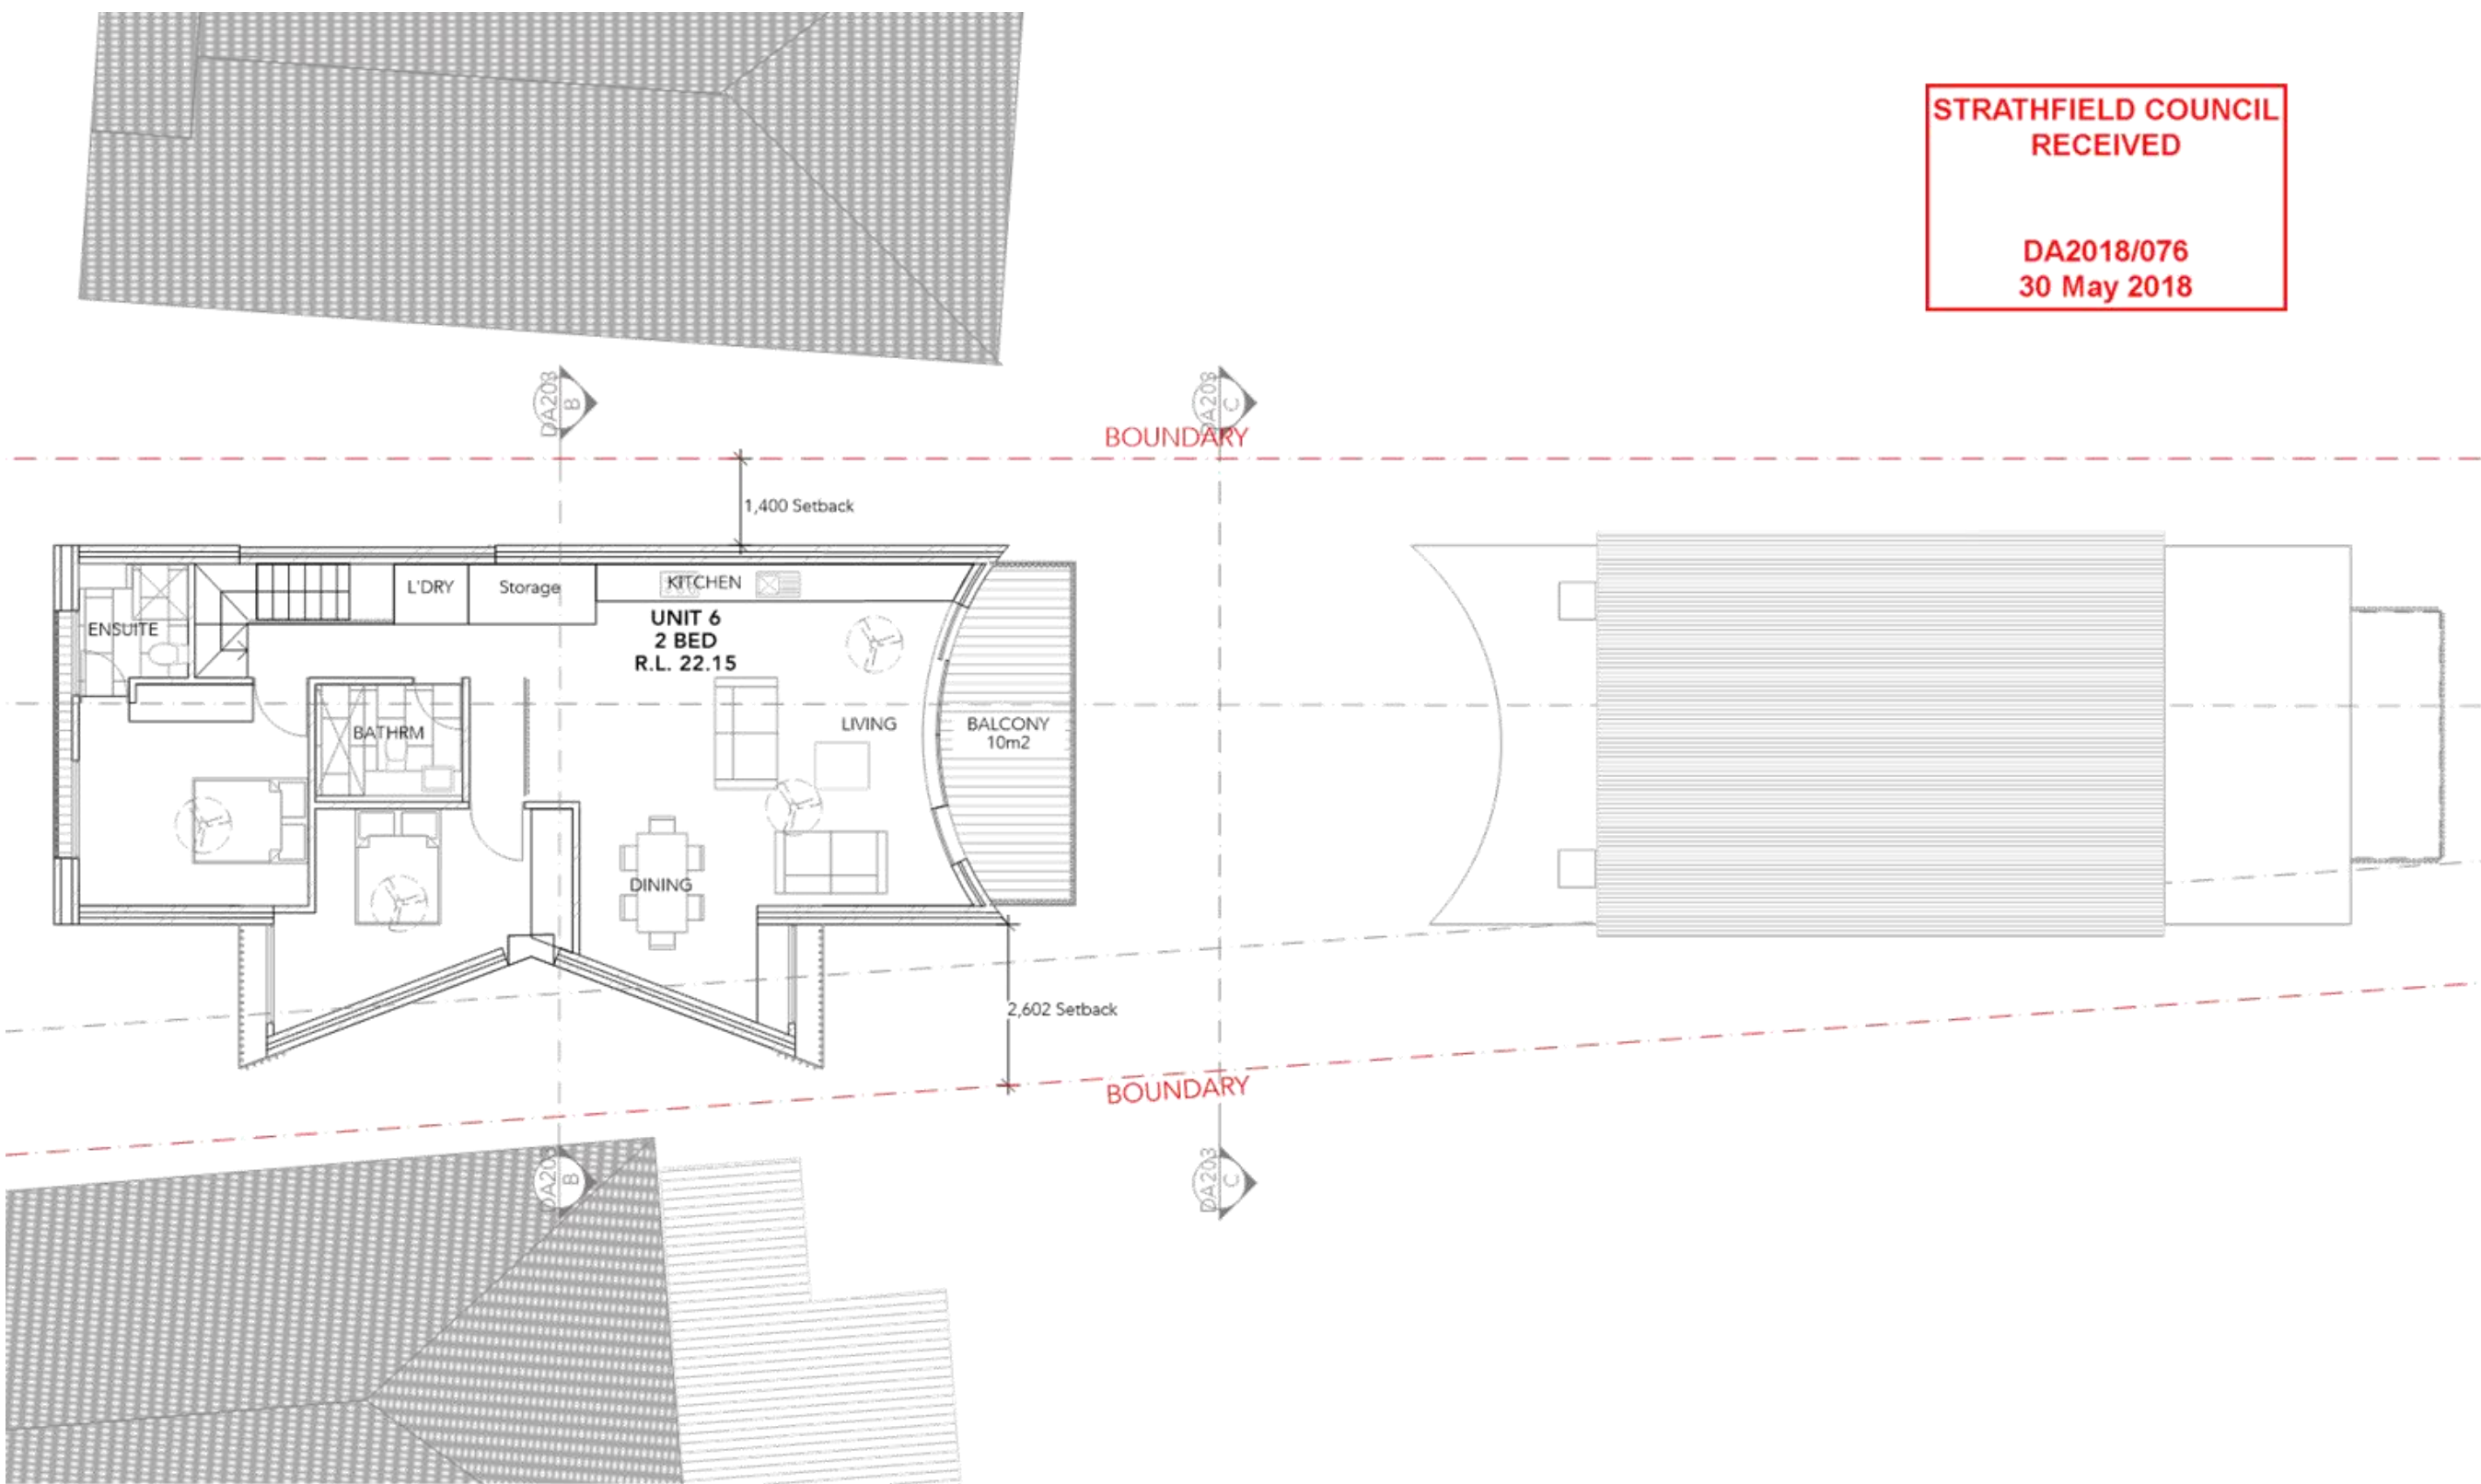 STRATHFIELD COUNCIL
RECEIVED
DA2018/076
30 May 2018
DA203
B
DA203
C
BOUNDARY
1,400 Setback
L'DRY
Storage
KITCHEN
ENSUITE
UNIT 6
2 BED
R.L. 22.15
BATHRM
LIVING
BALCONY
10m2
DINING
2,602 Setback
BOUNDARY
DA203
B
DA203
C